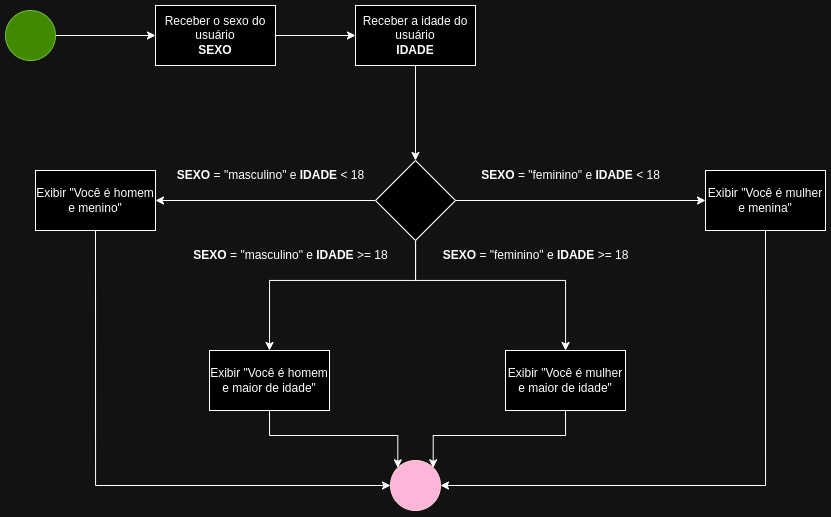 Receber o sexo do
usuário
SEXO
Receber a idade do
usuário
IDADE
SEXO = "masculino" e IDADE < 18
SEXO = "feminino" e IDADE < 18
Exibir "Você é homem
e menino"
Exibir "Você é mulher
e menina"
SEXO = "masculino" e IDADE >= 18
SEXO = "feminino" e IDADE >= 18
Exibir "Você é homem
e maior de idade"
Exibir "Você é mulher
e maior de idade"